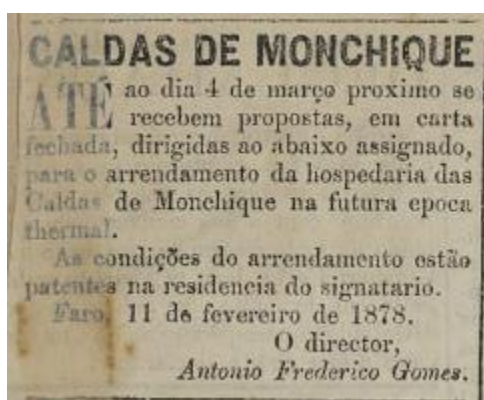 CALDAS DE MONCHIQUE
ATÉ ao dia 4 de março proximo se
recebem propostas, em carta
fechada, dirigidas ao abaixo assignado,
para o arrendamento da hospedaria das
Caldas de Monchique na futura epoca
thermal.
As condições do arrendamento estão
patentes na residencia do signatario.
Faro, 11 de fevereiro de 1878.
O director,
Antonio Frederico Gomes.